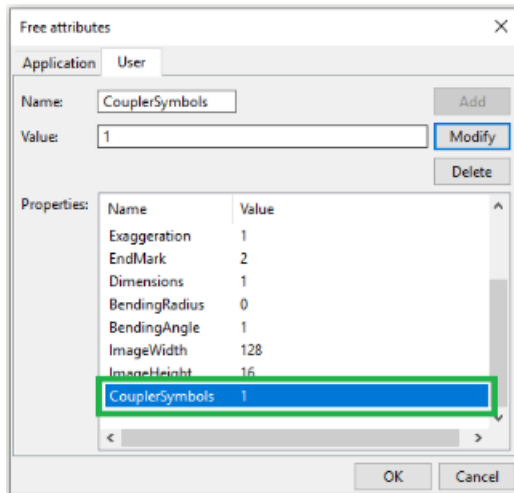 Free attributes
Application User
Name: CouplerSymbols Add
Value: 1 Modify
Delete
Properties: Name Value
Exaggeration 1
EndMark 2
Dimensions 1
BendingRadius 0
BendingAngle 1
ImageWidth 128
ImageHeight 16
CouplerSymbols 1
OK Cancel